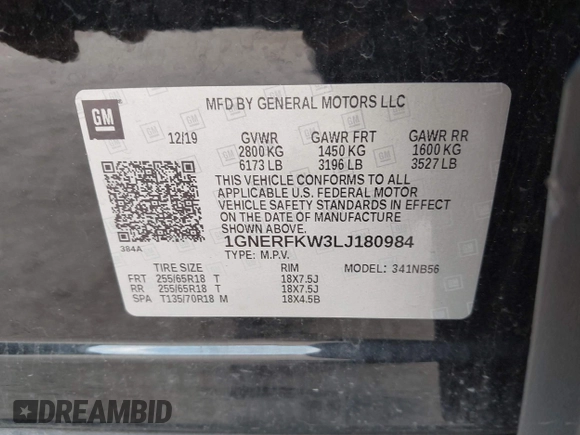 GM
MFD BY GENERAL MOTORS LLC
12/19 GVWR GAWR FRT GAWR RR
2800 KG 1450 KG 1600 KG
6173 LB 3196 LB 3527 LB
THIS VEHICLE CONFORMS TO ALL
APPLICABLE U.S. FEDERAL MOTOR
VEHICLE SAFETY STANDARDS IN EFFECT
ON THE DATE OF MANUFACTURE
SHOWN ABOVE.
384A
1GNERFKW3LJ180984
TYPE: M.P.V.
TIRE SIZE RIM MODEL: 341NB56
FRT 255/65R18 T 18X7.5J
RR 255/65R18 T 18X7.5J
SPA T135/70R18 M 18X4.5B
DREAMBID